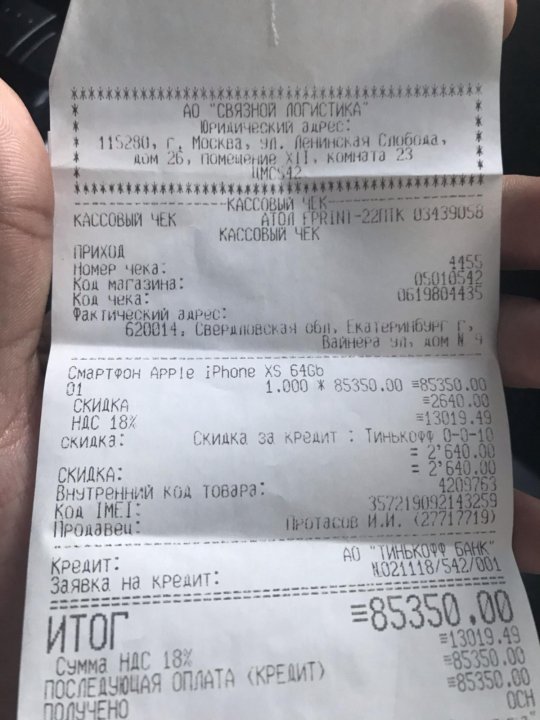 ************************************
* АО "СВЯЗНОЙ ЛОГИСТИКА" *
* Юридический адрес: *
* 115280, г. Москва, ул. Ленинская Слобода, *
* дом 26, помещение XII, комната 23 *
* ЦМС542 *
************************************
КАССОВЫЙ ЧЕК
КАССОВЫЙ ЧЕК АТОЛ FPRINT-22ПТК 03439058
КАССОВЫЙ ЧЕК
ПРИХОД
Номер чека: 4455
Код магазина: 05010542
Код чека: 0619804435
Фактический адрес:
620014, Свердловская обл, Екатеринбург г,
Вайнера ул, дом № 9
Смартфон Apple iPhone XS 64Gb
01 1.000 * 85350.00 ≡85350.00
СКИДКА ≡2640.00
НДС 18% ≡13019.49
скидка: Скидка за кредит : Тинькофф 0-0-10
= 2'640.00
СКИДКА: = 2'640.00
Внутренний код товара: 4209763
Код IMEI: 357219092143259
Продавец: Протасов И.И. (27717719)
Кредит: АО "ТИНЬКОФФ БАНК"
Заявка на кредит: №021118/542/001
ИТОГ ≡85350.00
Сумма НДС 18% ≡13019.49
ПОСЛЕДУЮЩАЯ ОПЛАТА (КРЕДИТ) ≡85350.00
ПОЛУЧЕНО ≡85350.00
ОСН